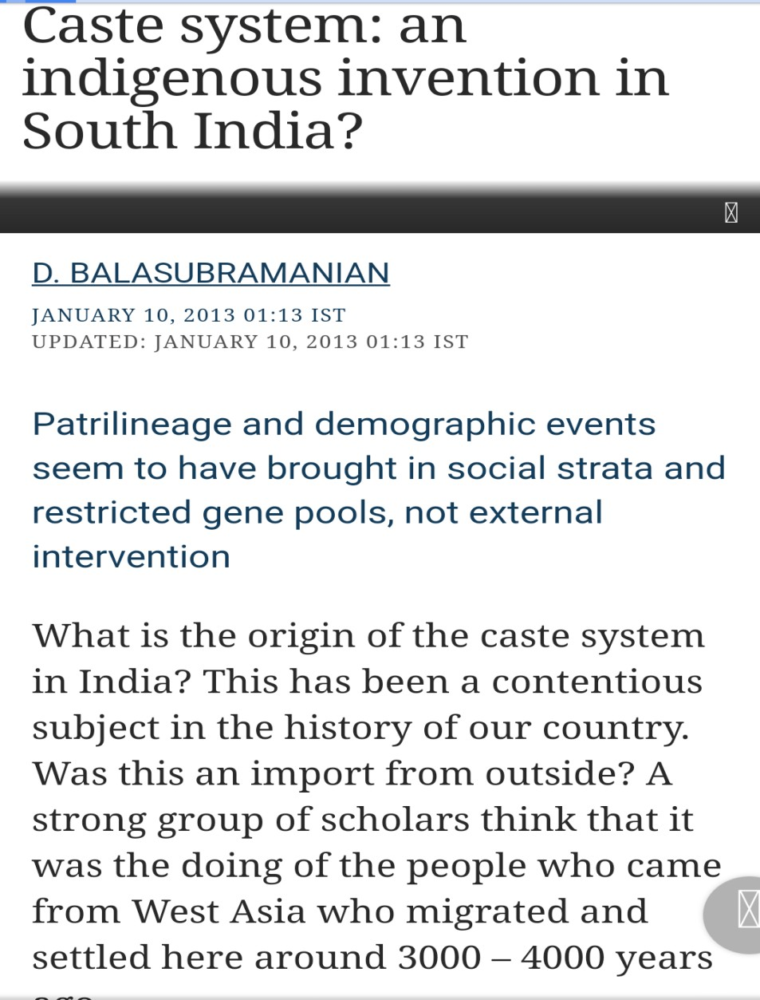 Caste system: an
indigenous invention in
South India?
D. BALASUBRAMANIAN
JANUARY 10, 2013 01:13 IST
UPDATED: JANUARY 10, 2013 01:13 IST
Patrilineage and demographic events
seem to have brought in social strata and
restricted gene pools, not external
intervention
What is the origin of the caste system
in India? This has been a contentious
subject in the history of our country.
Was this an import from outside? A
strong group of scholars think that it
was the doing of the people who came
from West Asia who migrated and
settled here around 3000 – 4000 years